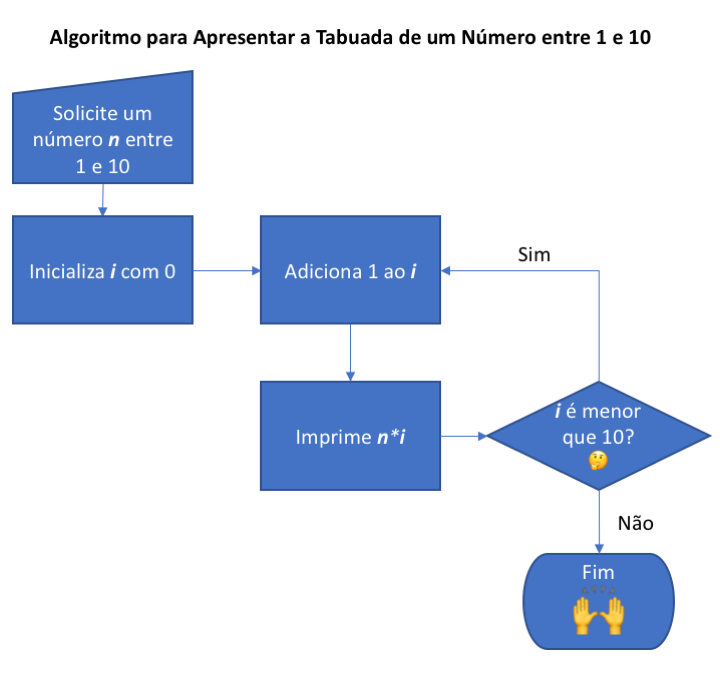 Algoritmo para Apresentar a Tabuada de um Número entre 1 e 10
Solicite um
número n entre
1 e 10
Inicializa i com 0
Adiciona 1 ao i
Sim
Imprime n*i
i é menor
que 10?
🤔
Não
Fim
🙌